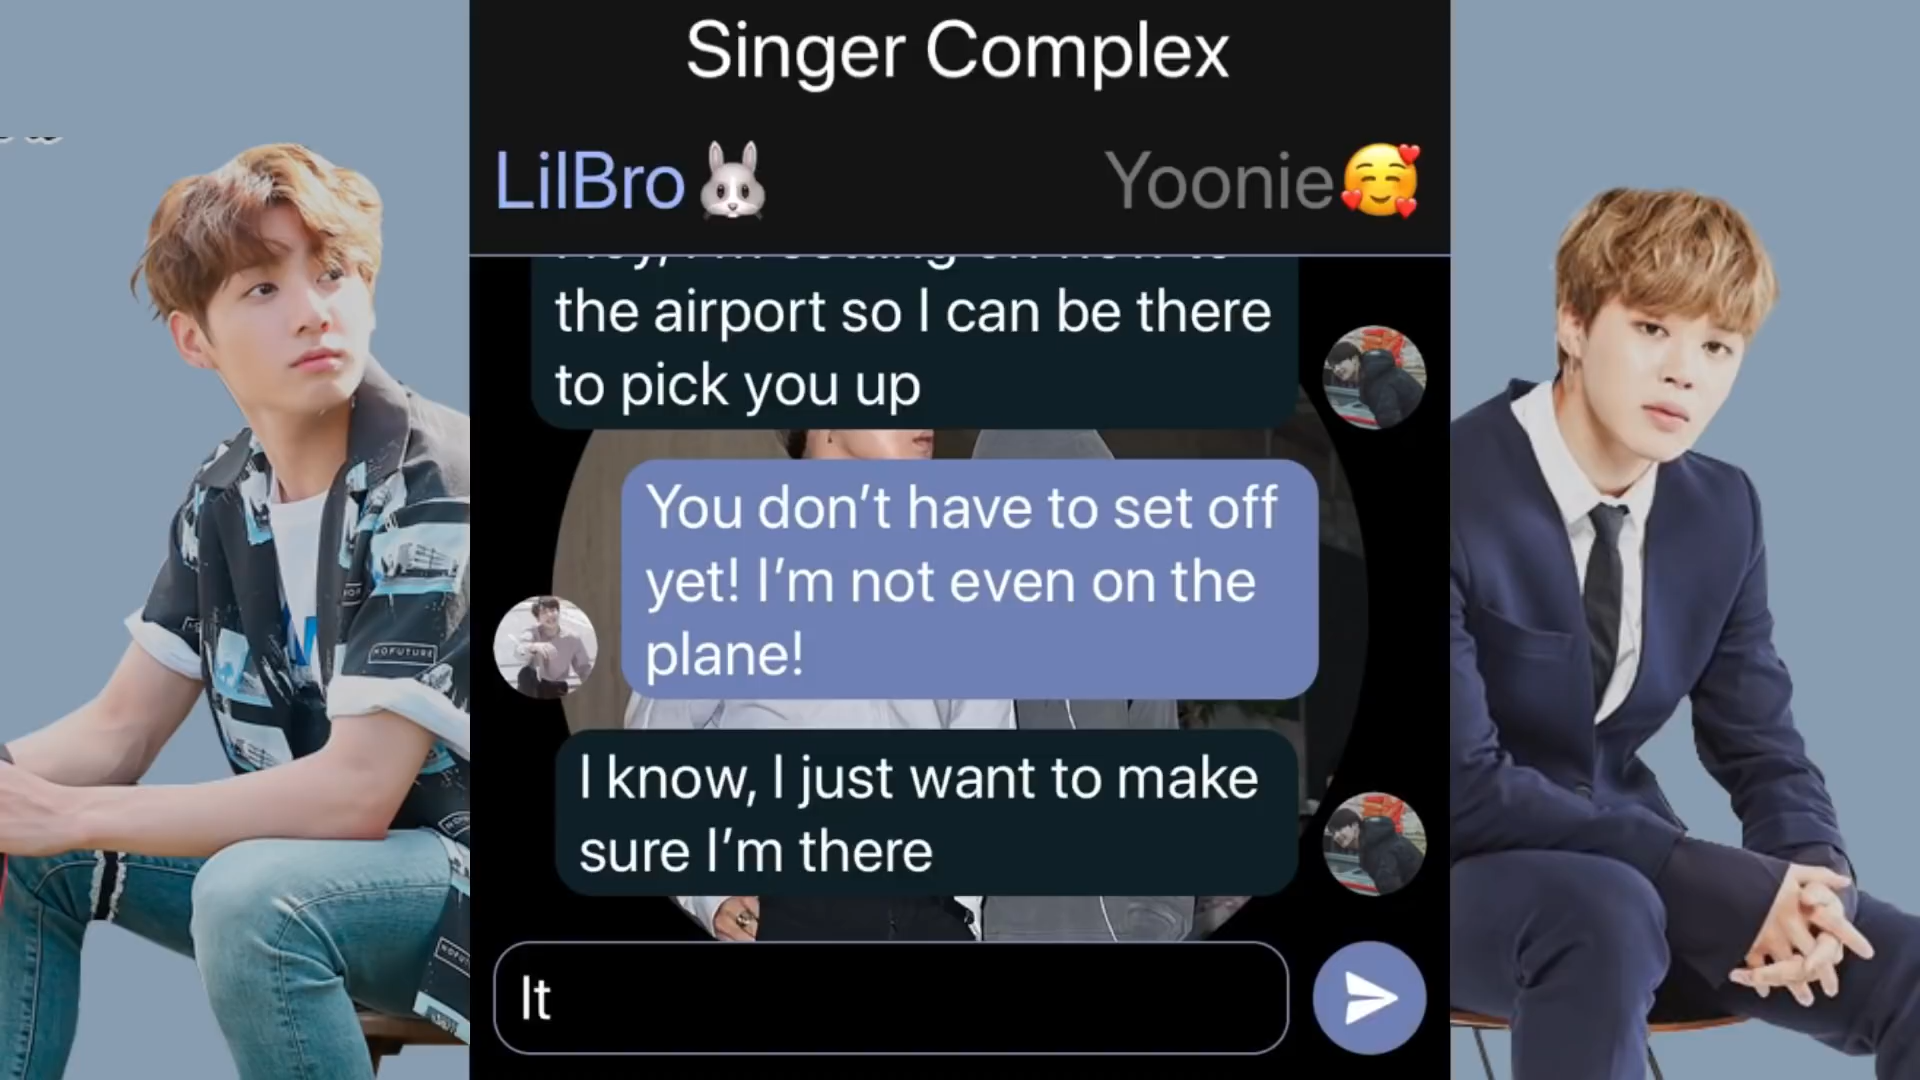 Singer Complex
LilBro🐰 Yoonie🥰
the airport so I can be there
to pick you up
You don’t have to set off
yet! I’m not even on the
plane!
I know, I just want to make
sure I’m there
It
NOFUTURE